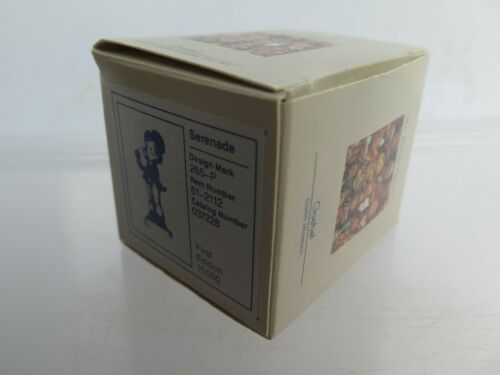 Serenade
Design Mark
265-P
Item Number
61-2112
Catalog Number
037228
First
Edition
10,000
Goebel